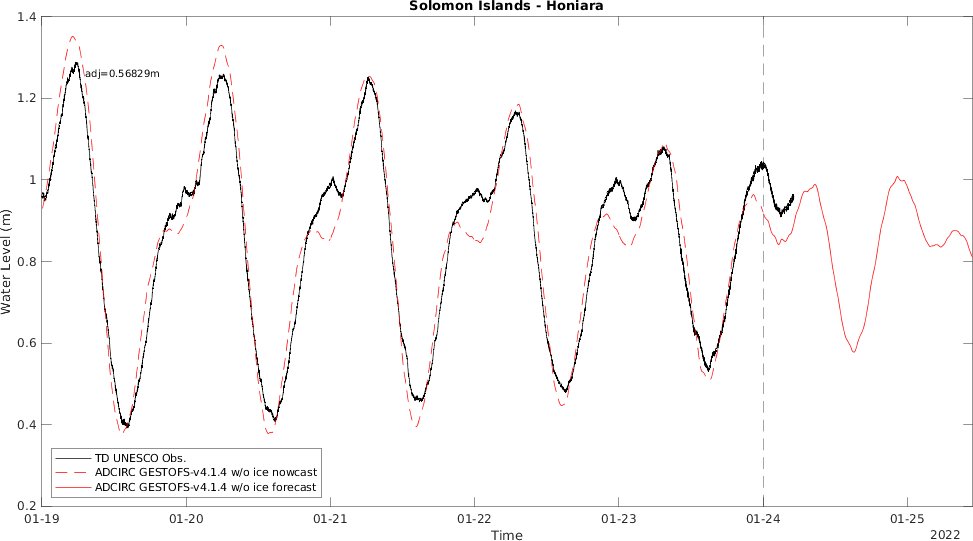 Solomon Islands - Honiara
1.4
1.2
1
0.8
0.6
0.4
0.2
Water Level (m)
adj=0.56829m
TD UNESCO Obs.
ADCIRC GESTOFS-v4.1.4 w/o ice nowcast
ADCIRC GESTOFS-v4.1.4 w/o ice forecast
01-19 01-20 01-21 01-22 01-23 01-24 01-25
Time
2022